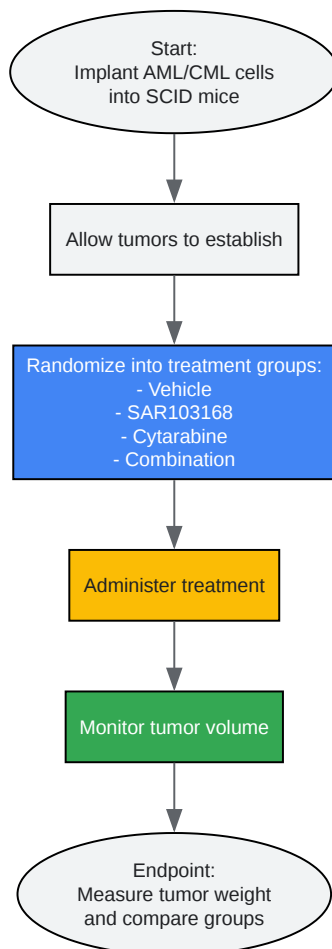 Start:
Implant AML/CML cells
into SCID mice
Allow tumors to establish
Randomize into treatment groups:
- Vehicle
- SAR103168
- Cytarabine
- Combination
Administer treatment
Monitor tumor volume
Endpoint:
Measure tumor weight
and compare groups